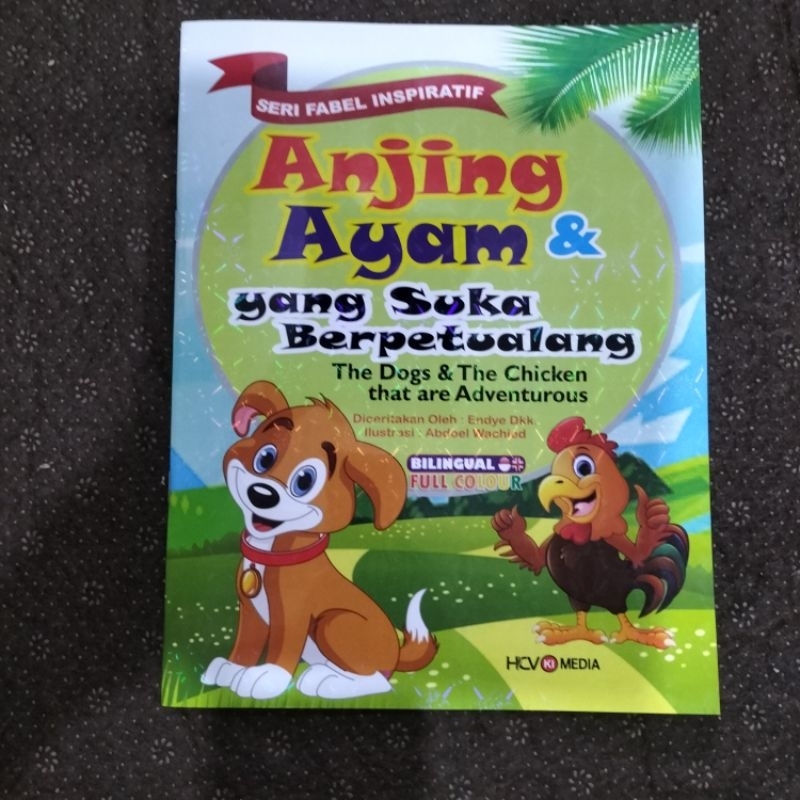 SERI FABEL INSPIRATIF
Anjing
Ayam &
yang Suka
Berpetualang
The Dogs & The Chicken
that are Adventurous
Diceritakan Oleh : Endye Dkk
Ilustrasi : Abdoel Wachied
BILINGUAL
FULL COLOUR
HCV Ki MEDIA